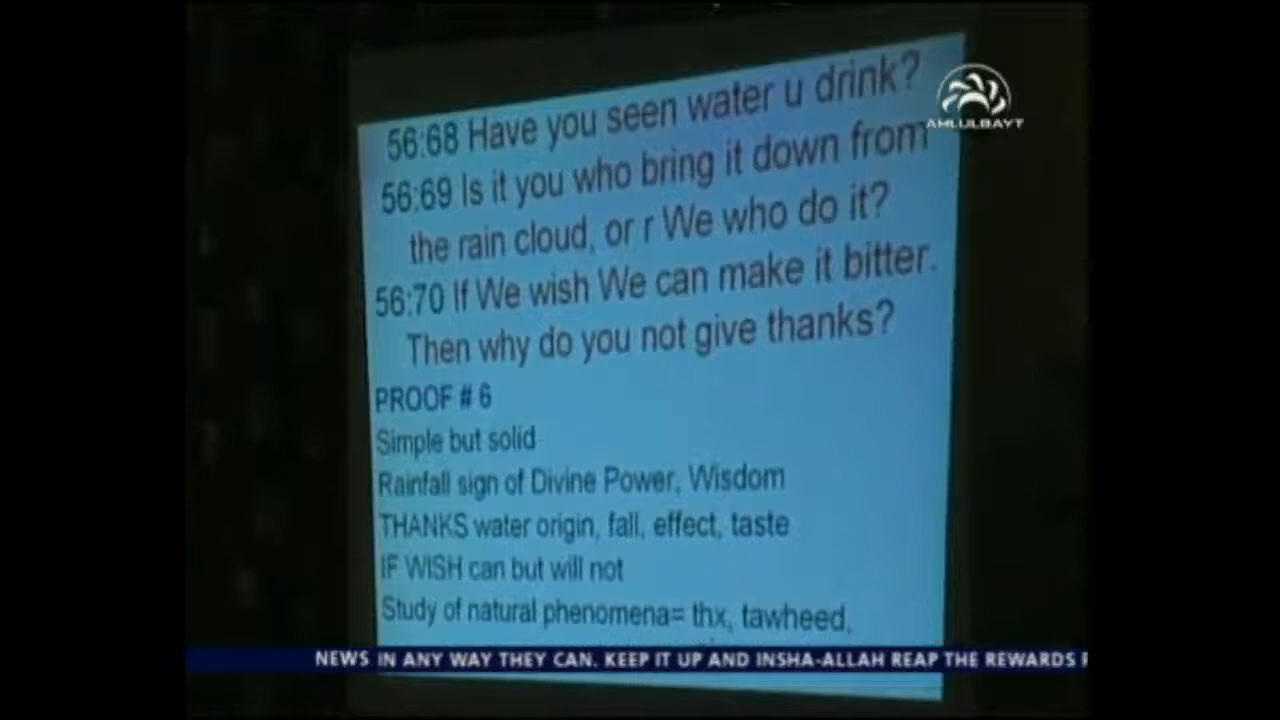 AHLULBAYT
56:68 Have you seen water u drink?
56:69 Is it you who bring it down from
the rain cloud, or r We who do it?
56:70 If We wish We can make it bitter.
Then why do you not give thanks?
PROOF # 6
Simple but solid
Rainfall sign of Divine Power, Wisdom
THANKS water origin, fall, effect, taste
IF WISH can but will not
Study of natural phenomena= thx, tawheed,
NEWS IN ANY WAY THEY CAN. KEEP IT UP AND INSHA-ALLAH REAP THE REWARDS